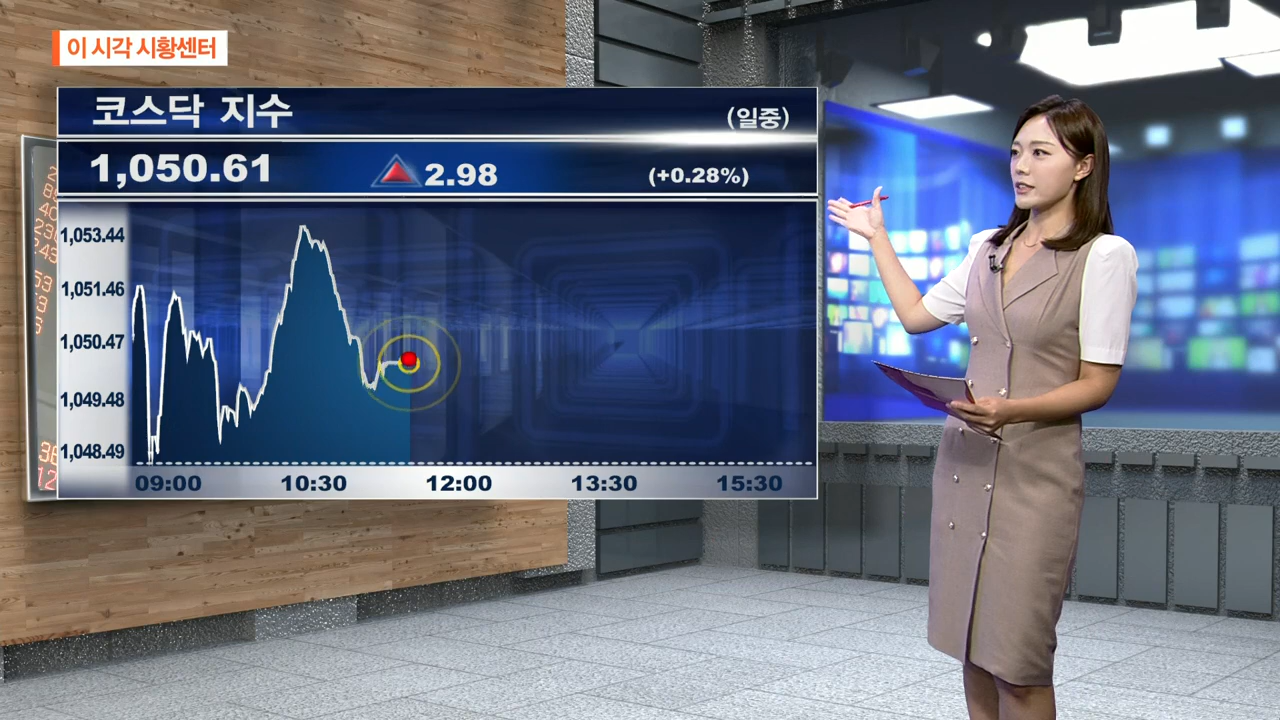 이 시각 시황센터
코스닥 지수 (일중)
1,050.61 ▲ 2.98 (+0.28%)
1,053.44
1,051.46
1,050.47
1,049.48
1,048.49
09:00 10:30 12:00 13:30 15:30